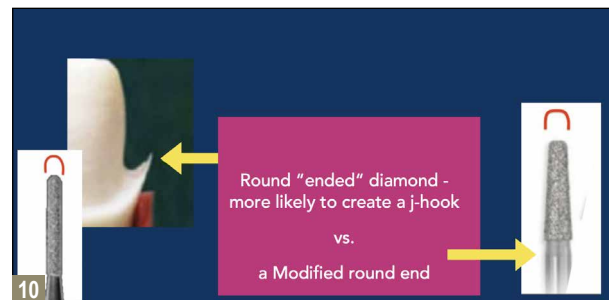 Round "ended" diamond -
more likely to create a j-hook
vs.
a Modified round end
10